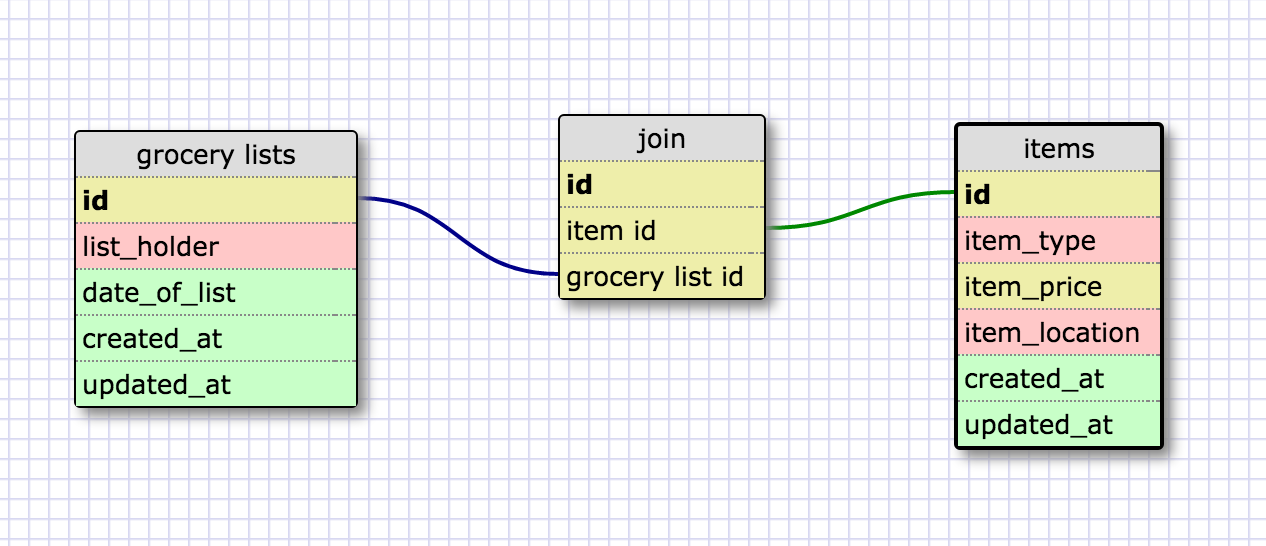 grocery lists
id
list_holder
date_of_list
created_at
updated_at
join
id
item id
grocery list id
items
id
item_type
item_price
item_location
created_at
updated_at